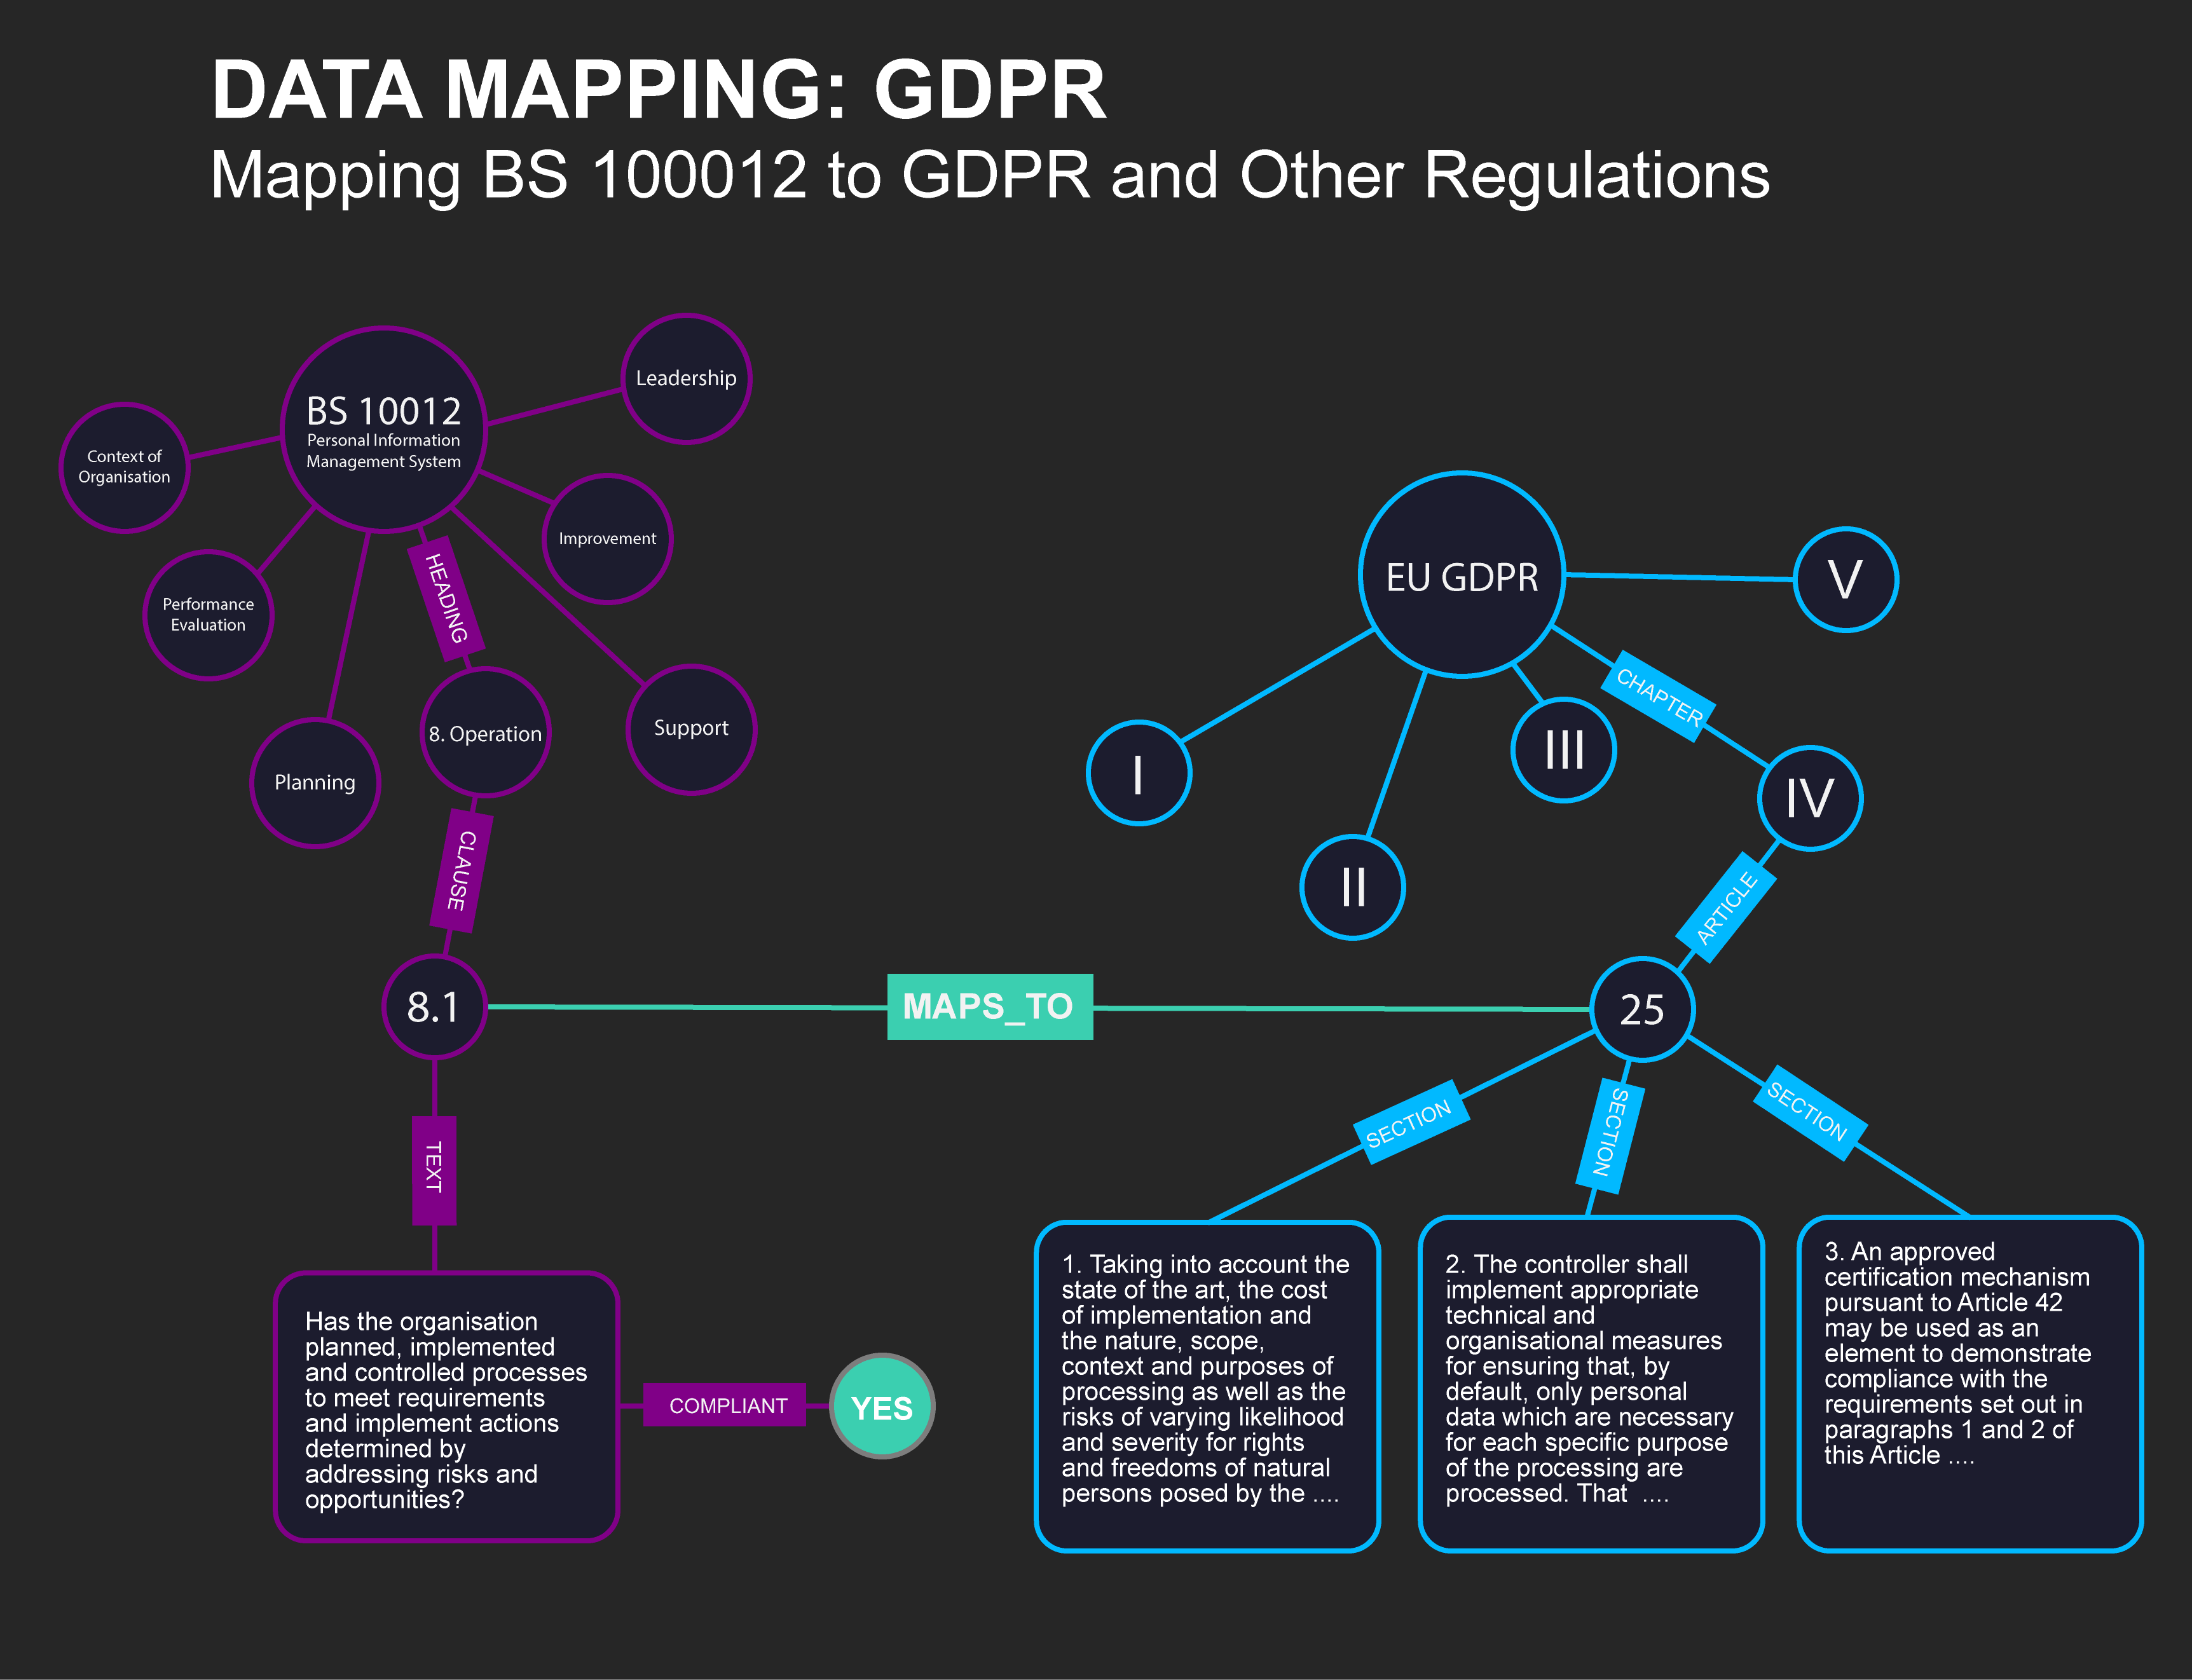 DATA MAPPING: GDPR
Mapping BS 100012 to GDPR and Other Regulations
BS 10012
Personal Information
Management System
Leadership
Context of
Organisation
Improvement
Performance
Evaluation
HEADING
Planning
8. Operation
Support
CLAUSE
8.1
TEXT
Has the organisation
planned, implemented
and controlled processes
to meet requirements
and implement actions
determined by
addressing risks and
opportunities?
COMPLIANT
YES
MAPS_TO
EU GDPR
V
CHAPTER
I
II
III
IV
ARTICLE
25
SECTION
SECTION
SECTION
1. Taking into account the
state of the art, the cost
of implementation and
the nature, scope,
context and purposes of
processing as well as the
risks of varying likelihood
and severity for rights
and freedoms of natural
persons posed by the ....
2. The controller shall
implement appropriate
technical and
organisational measures
for ensuring that, by
default, only personal
data which are necessary
for each specific purpose
of the processing are
processed. That ....
3. An approved
certification mechanism
pursuant to Article 42
may be used as an
element to demonstrate
compliance with the
requirements set out in
paragraphs 1 and 2 of
this Article ....